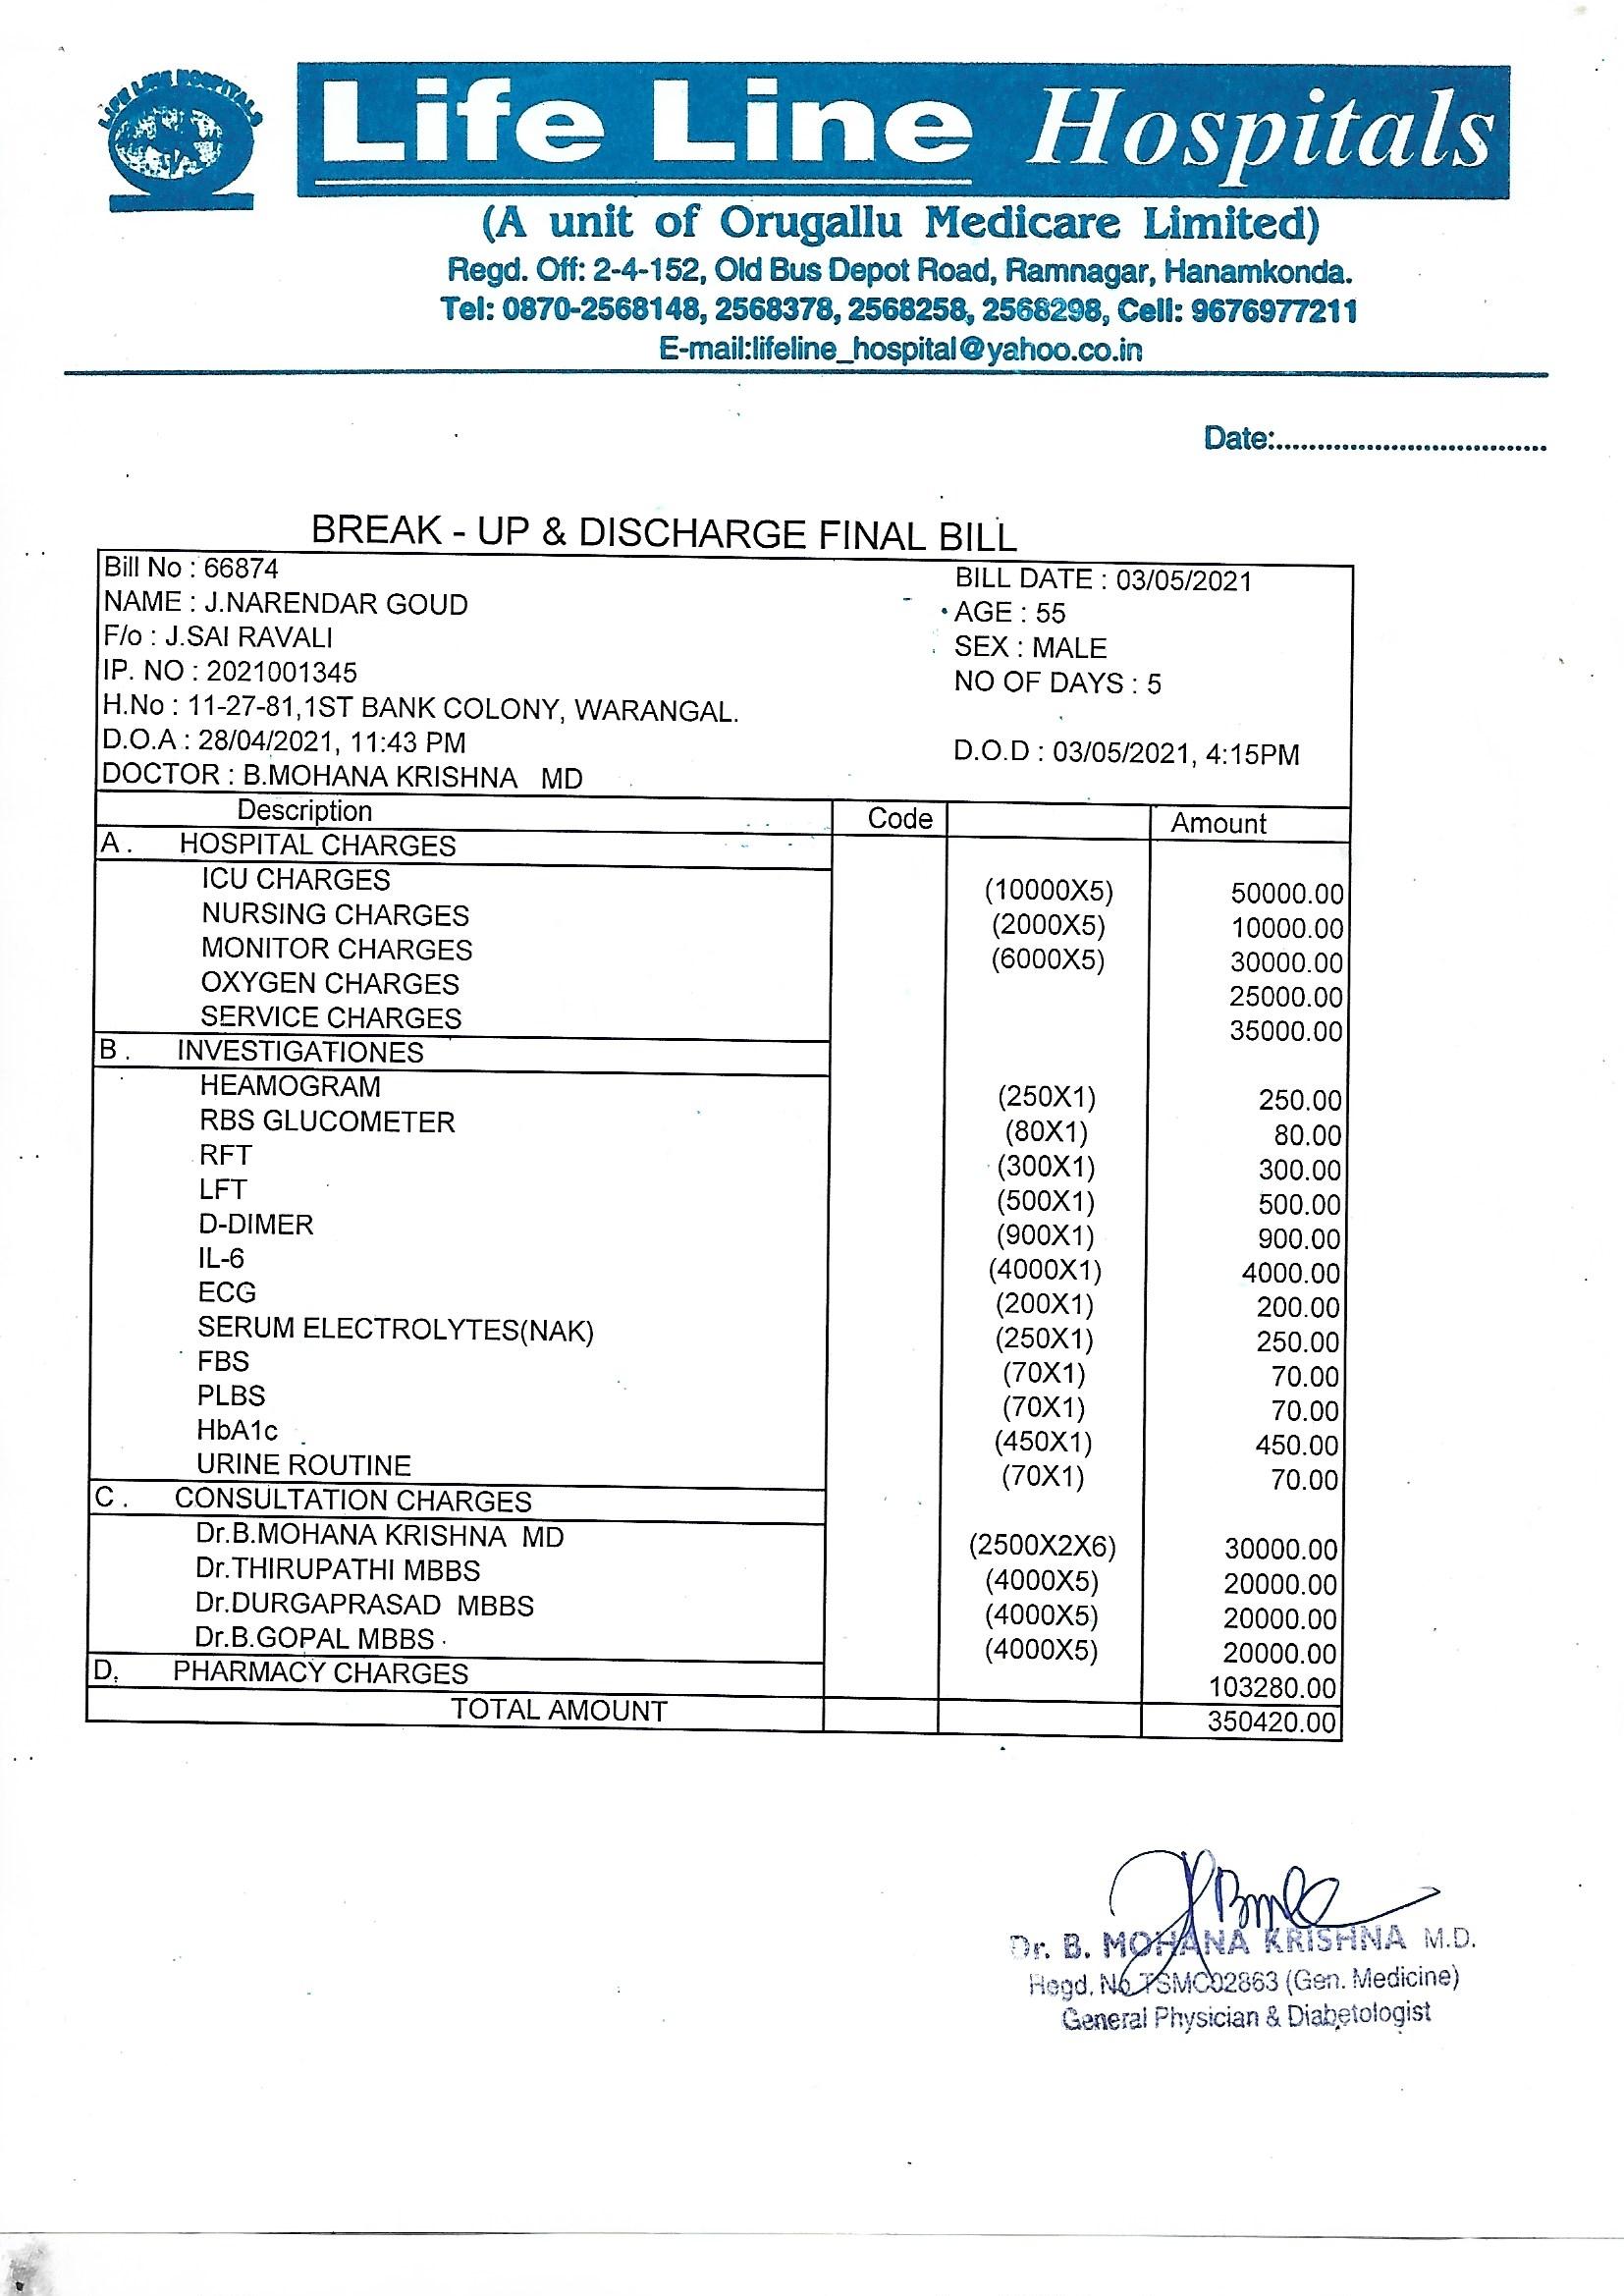 LIFE LINE HOSPITALS
Life Line Hospitals
(A unit of Orugallu Medicare Limited)
Regd. Off: 2-4-152, Old Bus Depot Road, Ramnagar, Hanamkonda.
Tel: 0870-2568148, 2568378, 2568258, 2568298, Cell: 9676977211
E-mail:lifeline_hospital@yahoo.co.in
Date:................................
BREAK - UP & DISCHARGE FINAL BILL
Bill No : 66874 BILL DATE : 03/05/2021
NAME : J.NARENDAR GOUD AGE : 55
F/o : J.SAI RAVALI SEX : MALE
IP. NO : 2021001345 NO OF DAYS : 5
H.No : 11-27-81,1ST BANK COLONY, WARANGAL.
D.O.A : 28/04/2021, 11:43 PM D.O.D : 03/05/2021, 4:15PM
DOCTOR : B.MOHANA KRISHNA MD
Description Code Amount
A. HOSPITAL CHARGES
ICU CHARGES (10000X5) 50000.00
NURSING CHARGES (2000X5) 10000.00
MONITOR CHARGES (6000X5) 30000.00
OXYGEN CHARGES 25000.00
SERVICE CHARGES 35000.00
B. INVESTIGATIONES
HEAMOGRAM (250X1) 250.00
RBS GLUCOMETER (80X1) 80.00
RFT (300X1) 300.00
LFT (500X1) 500.00
D-DIMER (900X1) 900.00
IL-6 (4000X1) 4000.00
ECG (200X1) 200.00
SERUM ELECTROLYTES(NAK) (250X1) 250.00
FBS (70X1) 70.00
PLBS (70X1) 70.00
HbA1c (450X1) 450.00
URINE ROUTINE (70X1) 70.00
C. CONSULTATION CHARGES
Dr.B.MOHANA KRISHNA MD (2500X2X6) 30000.00
Dr.THIRUPATHI MBBS (4000X5) 20000.00
Dr.DURGAPRASAD MBBS (4000X5) 20000.00
Dr.B.GOPAL MBBS (4000X5) 20000.00
D. PHARMACY CHARGES 103280.00
TOTAL AMOUNT 350420.00
Dr. B. MOHANA KRISHNA M.D.
Regd. No TSMC02863 (Gen. Medicine)
General Physician & Diabetologist